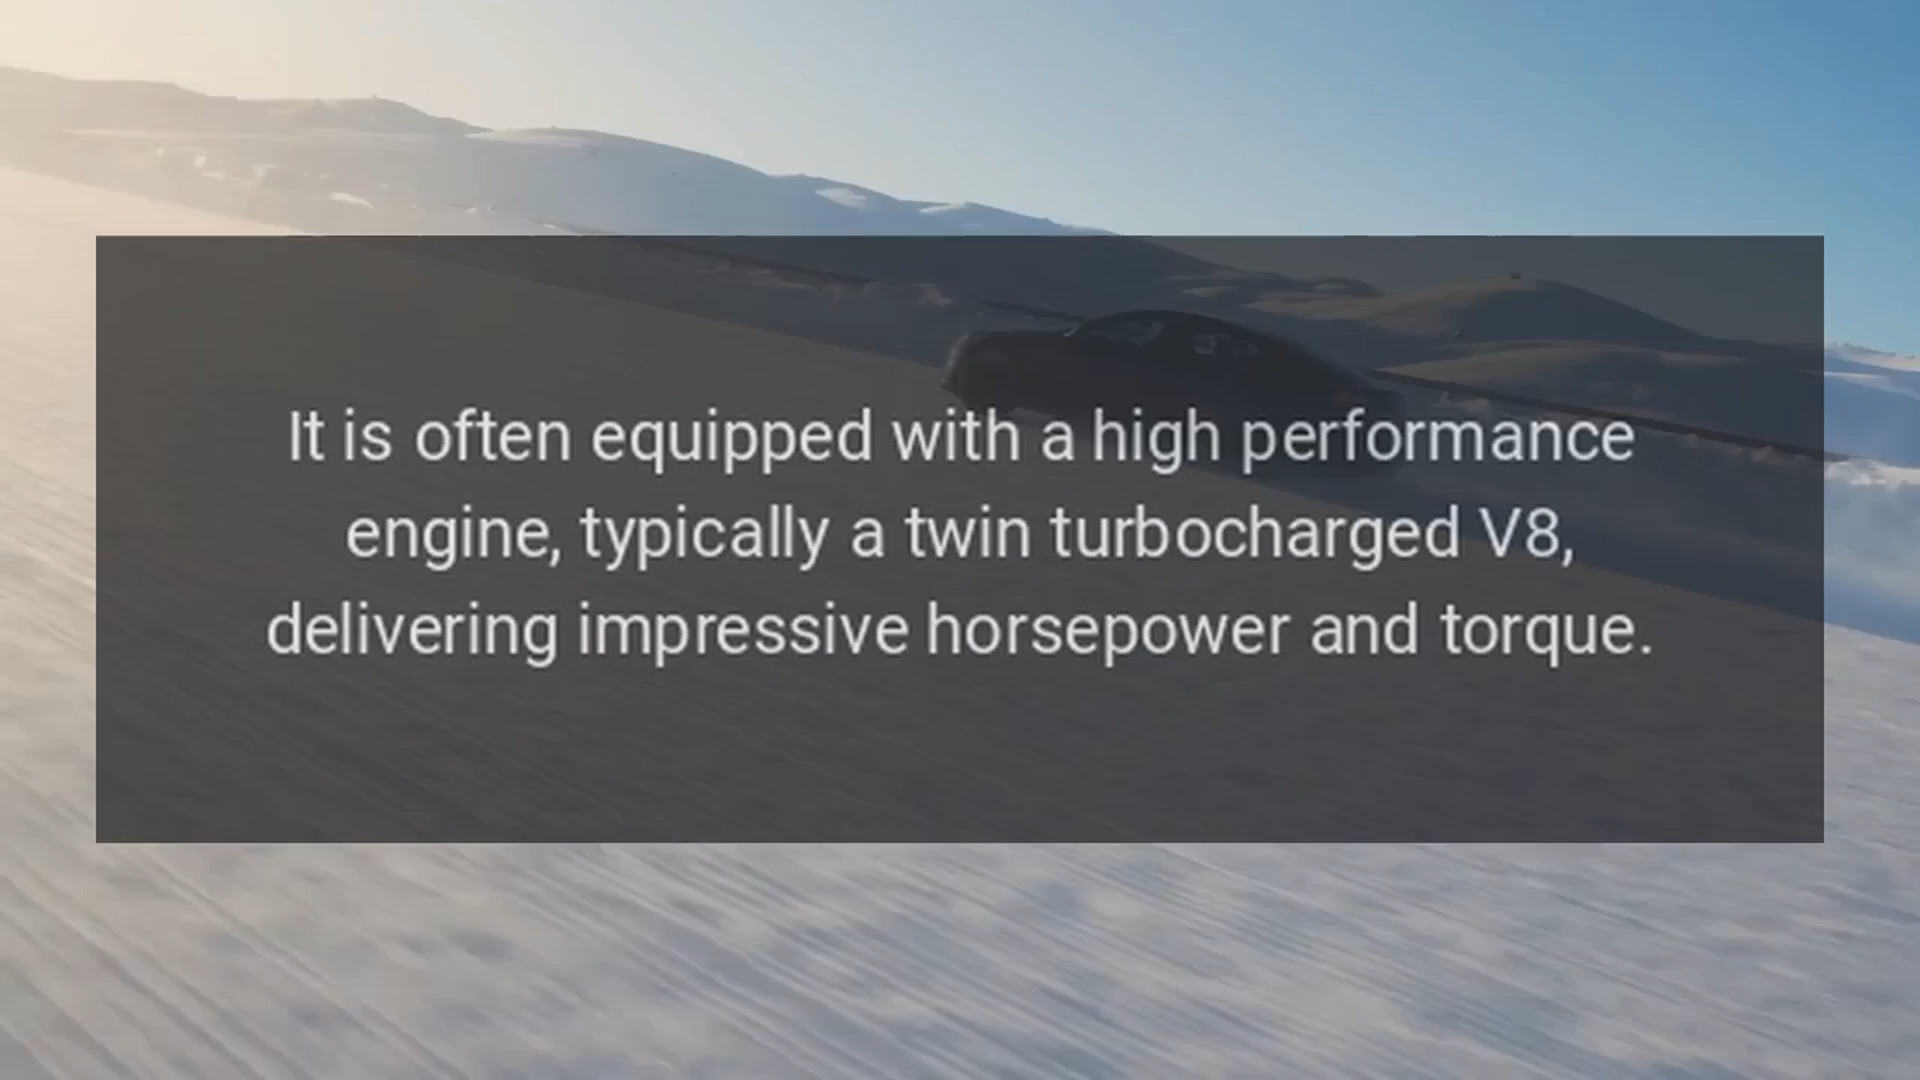 It is often equipped with a high performance
engine, typically a twin turbocharged V8,
delivering impressive horsepower and torque.